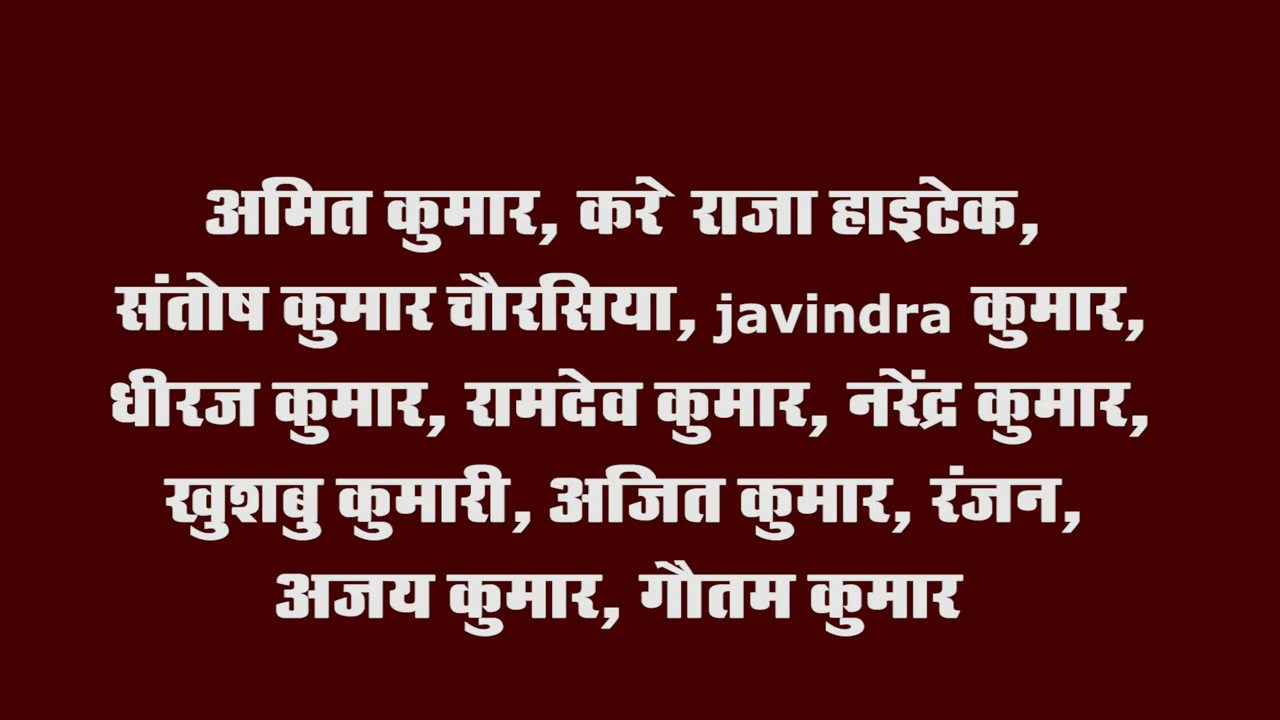 अमित कुमार, करे राजा हाइटेक,
संतोष कुमार चौरसिया, javindra कुमार,
धीरज कुमार, रामदेव कुमार, नरेंद्र कुमार,
खुशबु कुमारी, अजित कुमार, रंजन,
अजय कुमार, गौतम कुमार